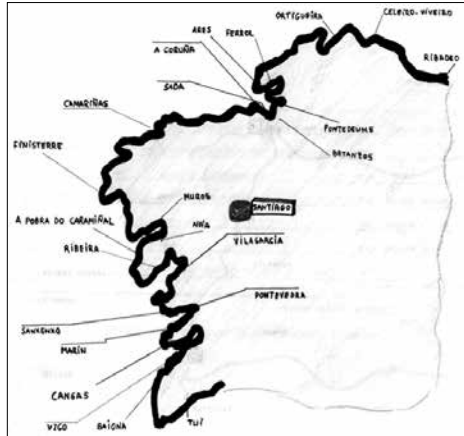 ORTIGUEIRA
CELEIRO-VIVEIRO
ARES
FERROL
RIBADEO
A CORUÑA
SADA
CAMARIÑAS
PONTEDEUME
BETANZOS
FINISTERRE
MUROS
SANTIAGO
A POBRA DO CARAMIÑAL
NOIA
RIBEIRA
VILAGARCÍA
PONTEVEDRA
SANXENXO
MARÍN
CANGAS
VIGO
BAIONA
TUI